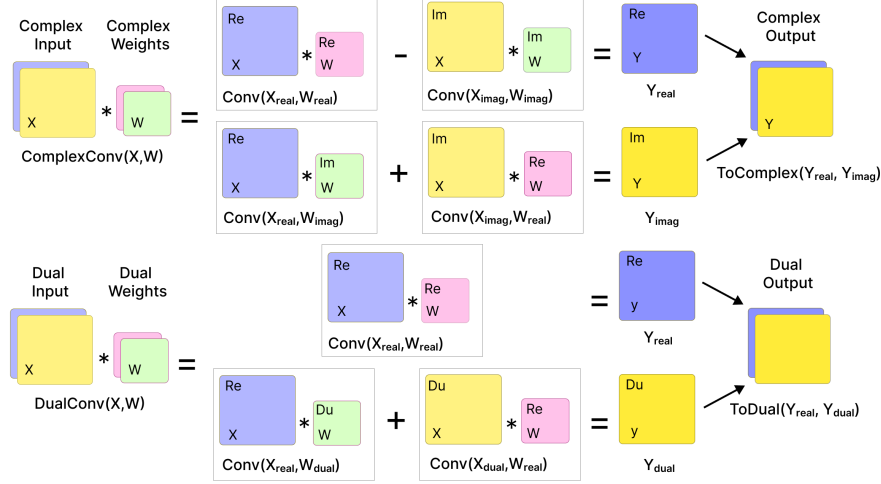 Complex
Input
Complex
Weights
X
*
W
ComplexConv(X,W)
=
Re
X
*
Re
W
Conv(Xreal,Wreal)
-
Im
X
*
Im
W
Conv(Ximag,Wimag)
=
Re
Y
Yreal
Re
X
*
Im
W
Conv(Xreal,Wimag)
+
Im
X
*
Re
W
Conv(Ximag,Wreal)
=
Im
Y
Yimag
Complex
Output
Y
ToComplex(Yreal, Yimag)
Dual
Input
Dual
Weights
X
*
W
DualConv(X,W)
=
Re
X
*
Re
W
Conv(Xreal,Wreal)
=
Re
y
Yreal
Re
X
*
Du
W
Conv(Xreal,Wdual)
+
Du
X
*
Re
W
Conv(Xdual,Wreal)
=
Du
y
Ydual
Dual
Output
ToDual(Yreal, Ydual)